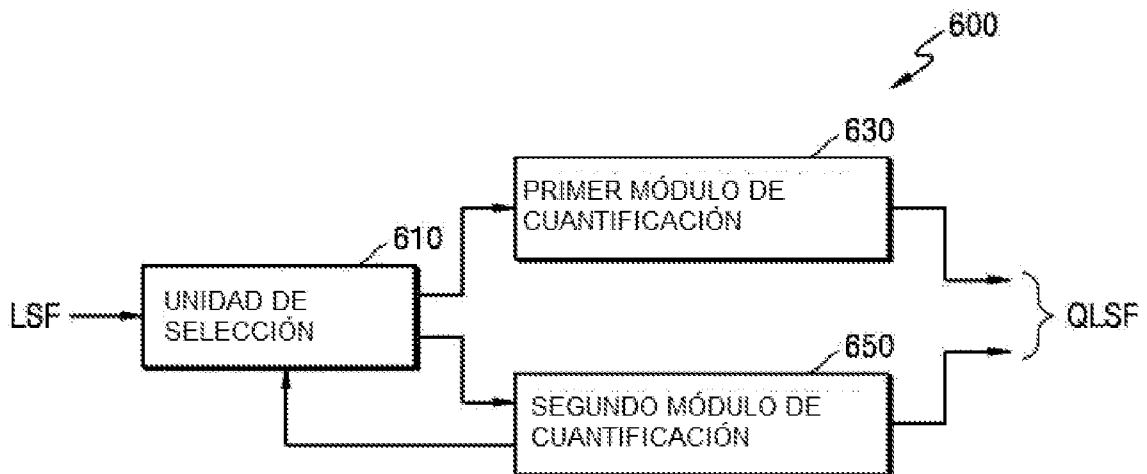 600
630
PRIMER MÓDULO DE
CUANTIFICACIÓN
610
LSF
UNIDAD DE
SELECCIÓN
QLSF
650
SEGUNDO MÓDULO DE
CUANTIFICACIÓN